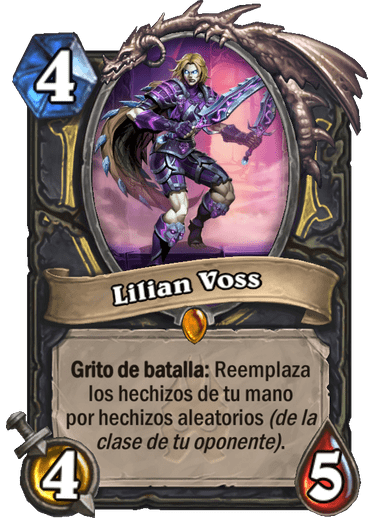 4
Lilian Voss
Grito de batalla: Reemplaza
los hechizos de tu mano
por hechizos aleatorios (de la
clase de tu oponente).
4
5